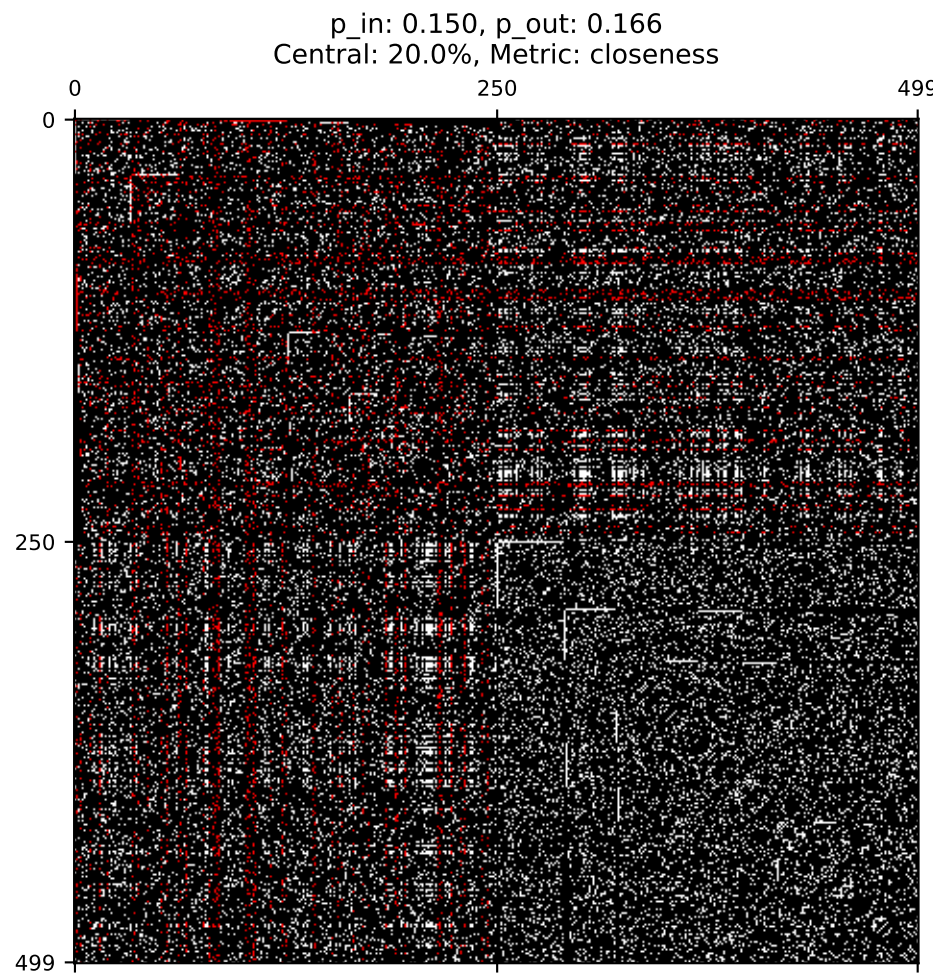 p_in: 0.150, p_out: 0.166
Central: 20.0%, Metric: closeness
0 250 499
0
250
499